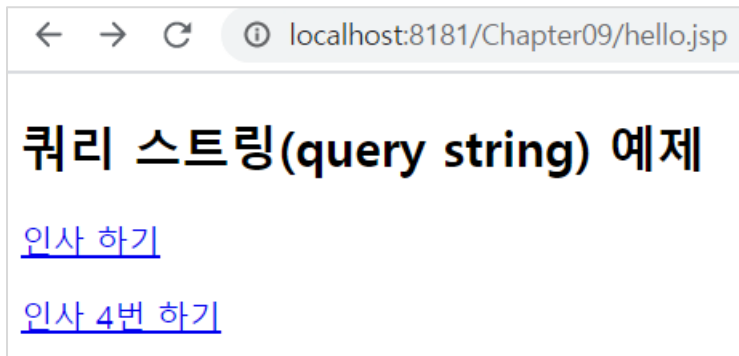 localhost:8181/Chapter09/hello.jsp
쿼리 스트링(query string) 예제
인사 하기
인사 4번 하기